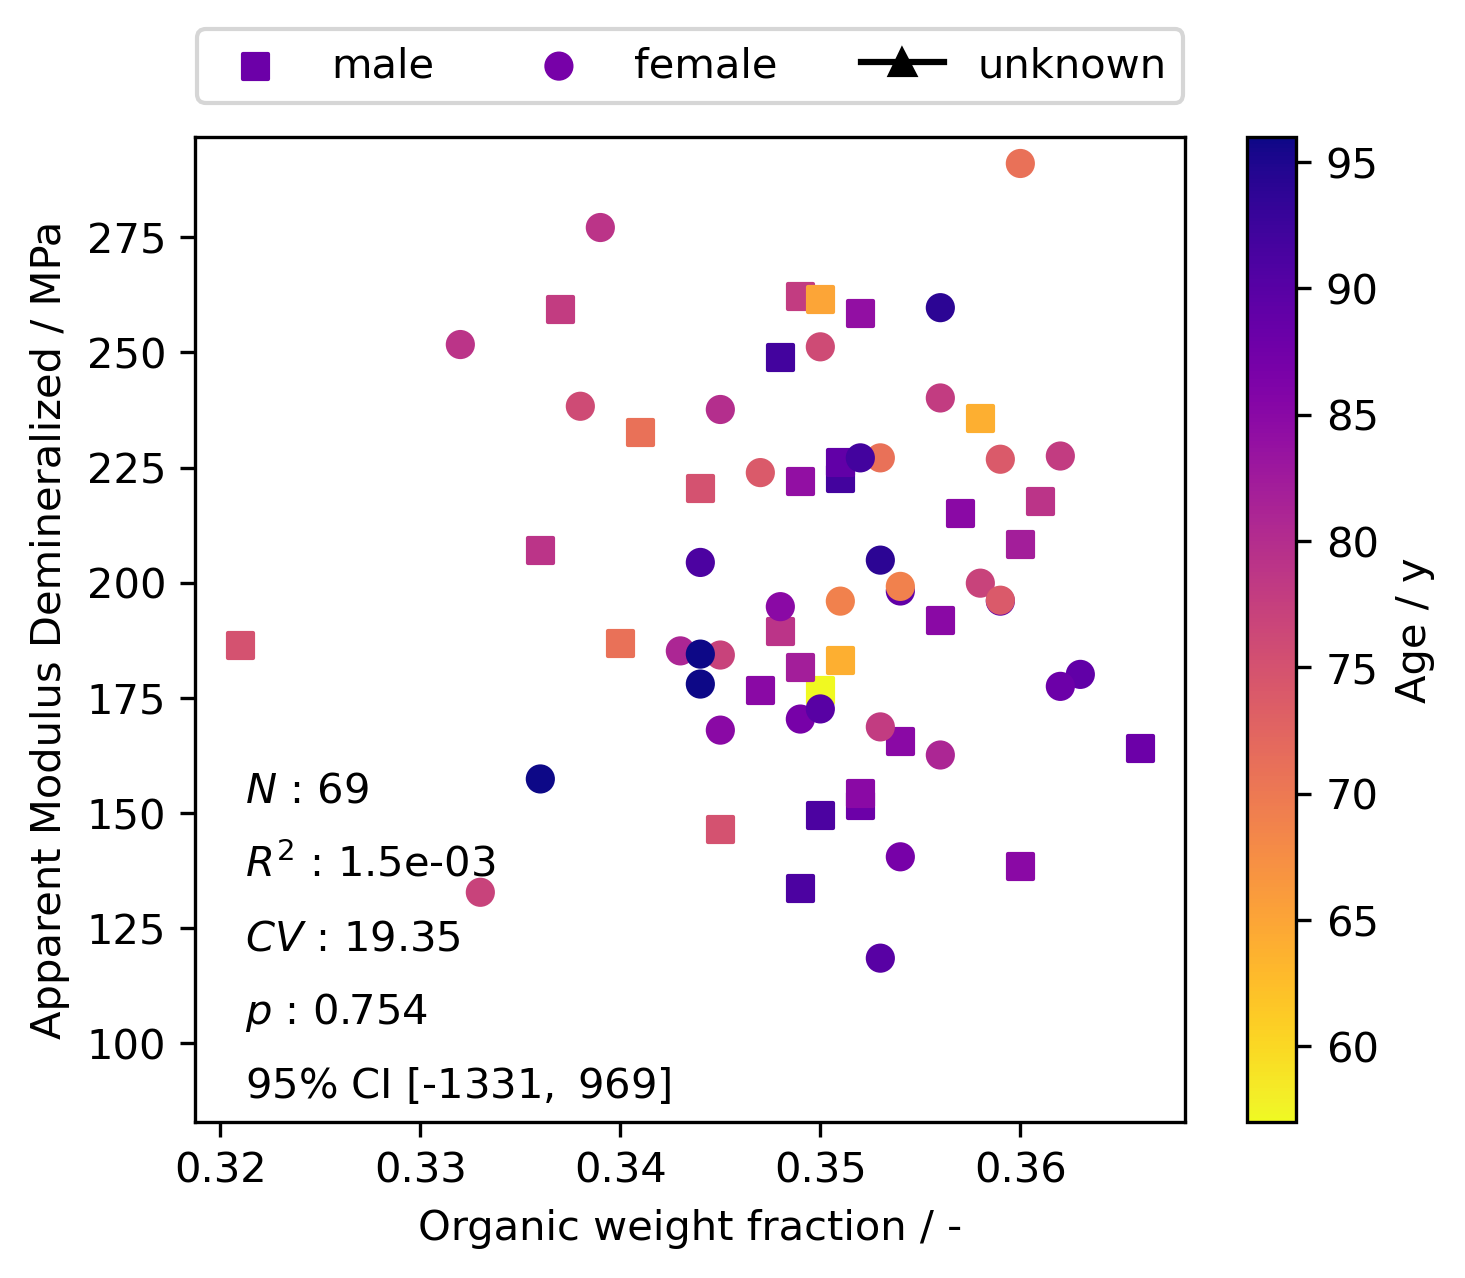 male female unknown
275
250
225
200
175
150
125
100
Apparent Modulus Demineralized / MPa
N : 69
R² : 1.5e-03
CV : 19.35
p : 0.754
95% CI [-1331, 969]
0.32 0.33 0.34 0.35 0.36
Organic weight fraction / -
95
90
85
80
75
70
65
60
Age / y